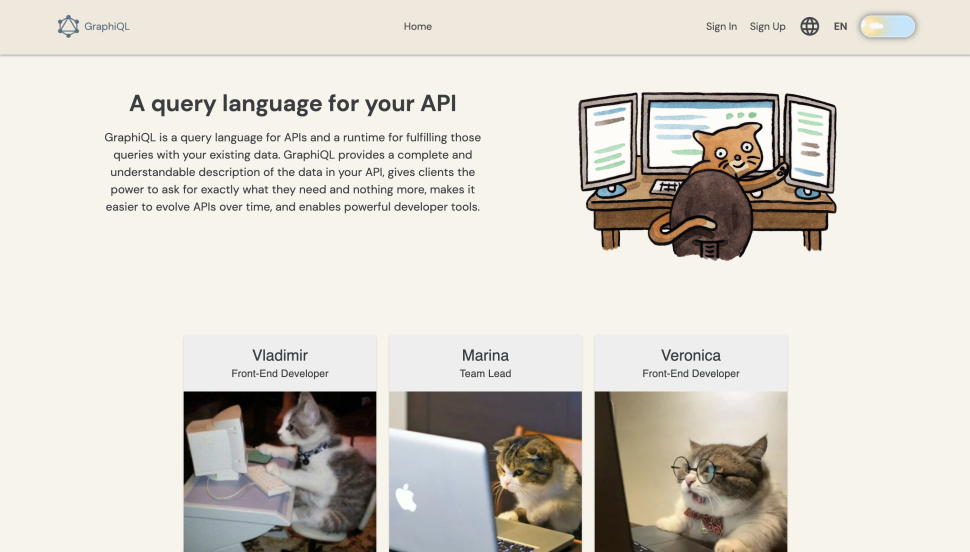 GraphiQL
Home
Sign In
Sign Up
EN
A query language for your API
GraphiQL is a query language for APIs and a runtime for fulfilling those
queries with your existing data. GraphiQL provides a complete and
understandable description of the data in your API, gives clients the
power to ask for exactly what they need and nothing more, makes it
easier to evolve APIs over time, and enables powerful developer tools.
Vladimir
Front-End Developer
Marina
Team Lead
Veronica
Front-End Developer